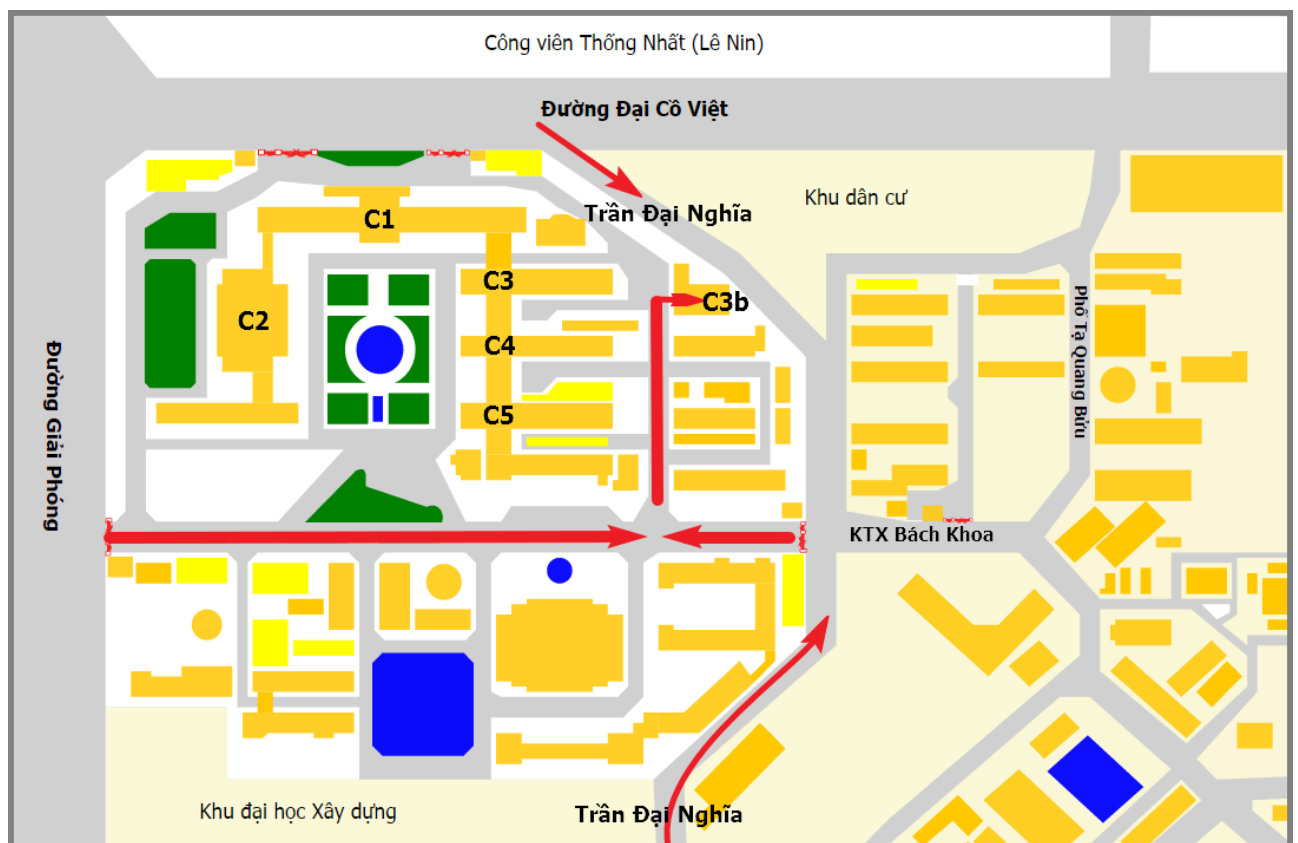 Công viên Thống Nhất (Lê Nin)
Đường Đại Cồ Việt
Khu dân cư
Trần Đại Nghĩa
C1
C3
C3b
C2
C4
C5
Đường Giải Phóng
Phố Tạ Quang Bửu
KTX Bách Khoa
Khu đại học Xây dựng
Trần Đại Nghĩa